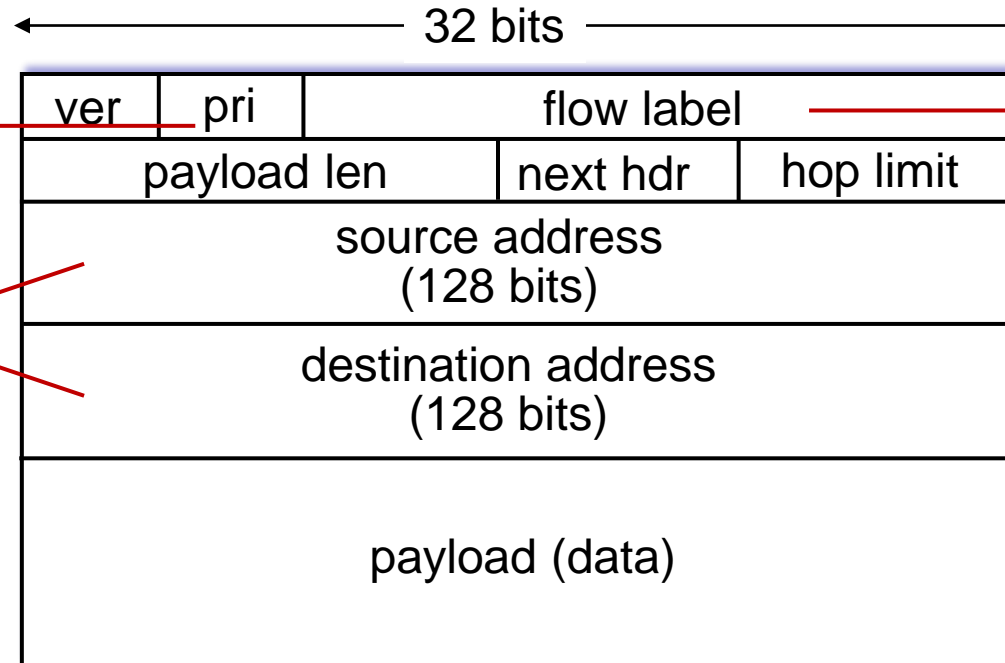 32 bits
ver pri flow label
payload len next hdr hop limit
source address
(128 bits)
destination address
(128 bits)
payload (data)